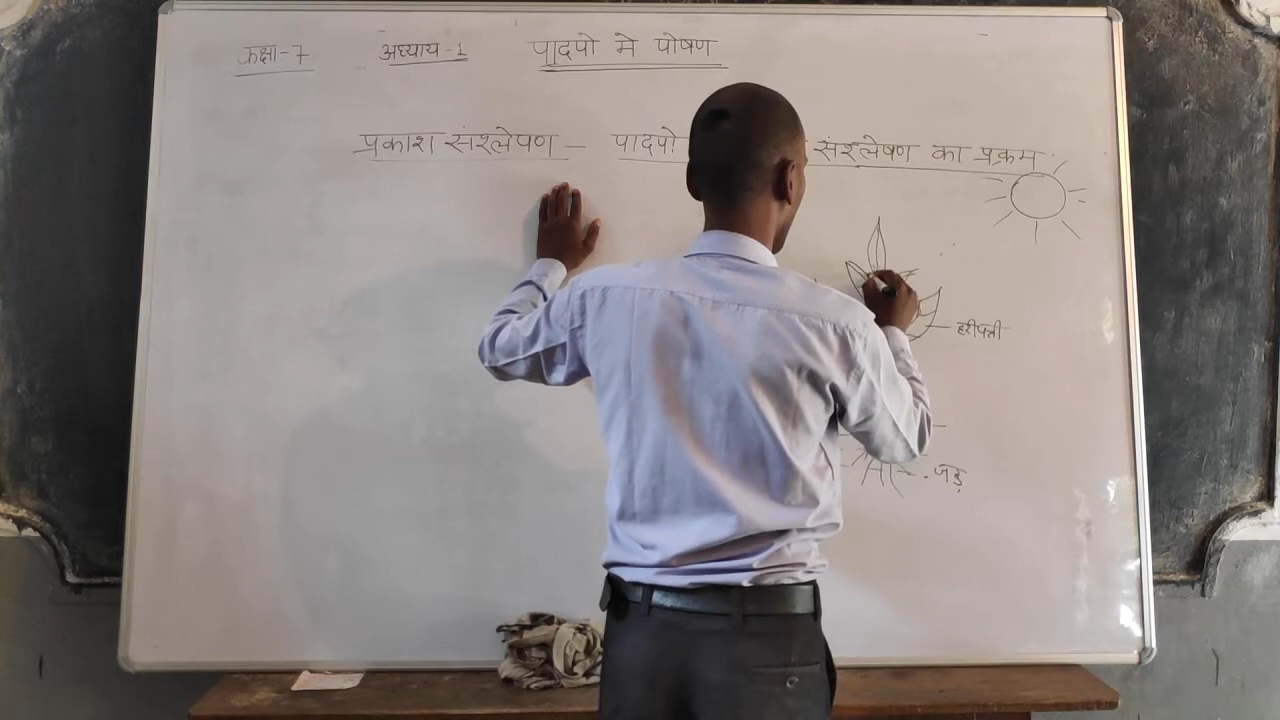 कक्षा-7 अध्याय-1 पादपो मे पोषण
प्रकाश संश्लेषण — पादपो संश्लेषण का प्रक्रम
हरीपत्ती
जड़